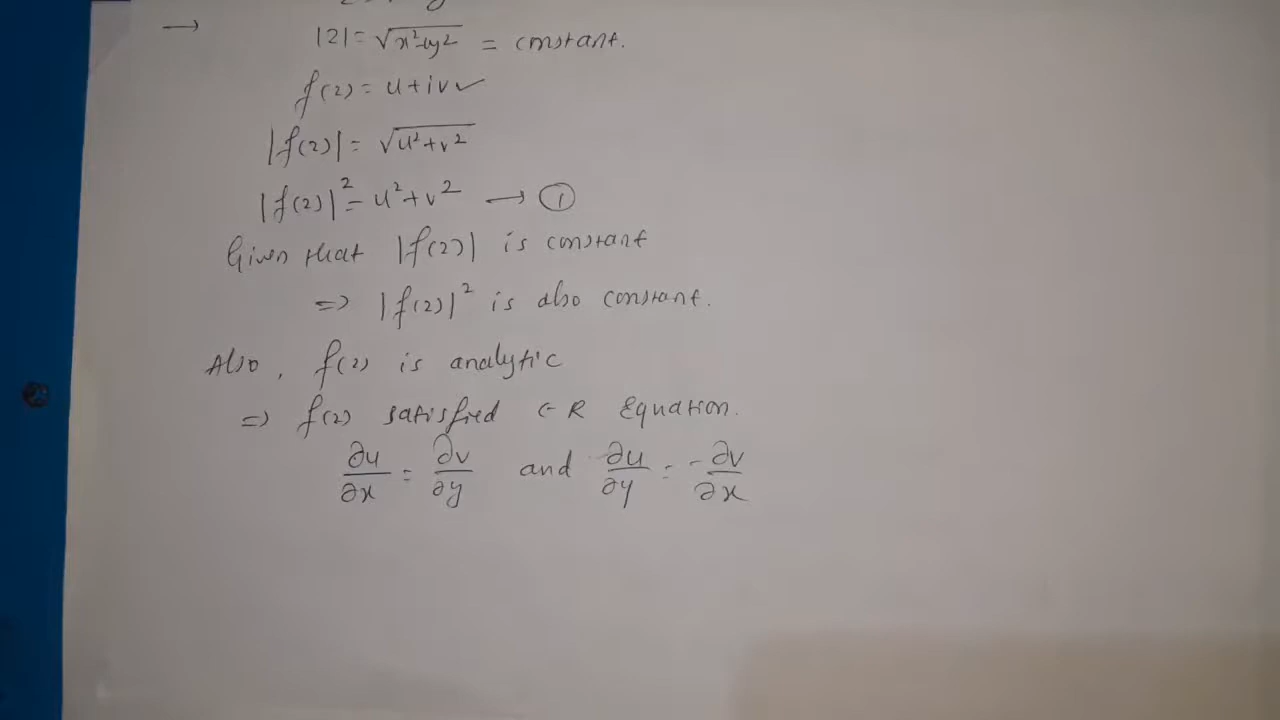 → |z| = √x²+y² = constant.
f(z) = u+iv ✓
|f(z)| = √u²+v²
|f(z)|² = u²+v² → ①
Given that |f(z)| is constant
=> |f(z)|² is also constant.
Also, f(z) is analytic
=> f(z) satisfied C-R Equation.
∂u/∂x = ∂v/∂y and ∂u/∂y = -∂v/∂x